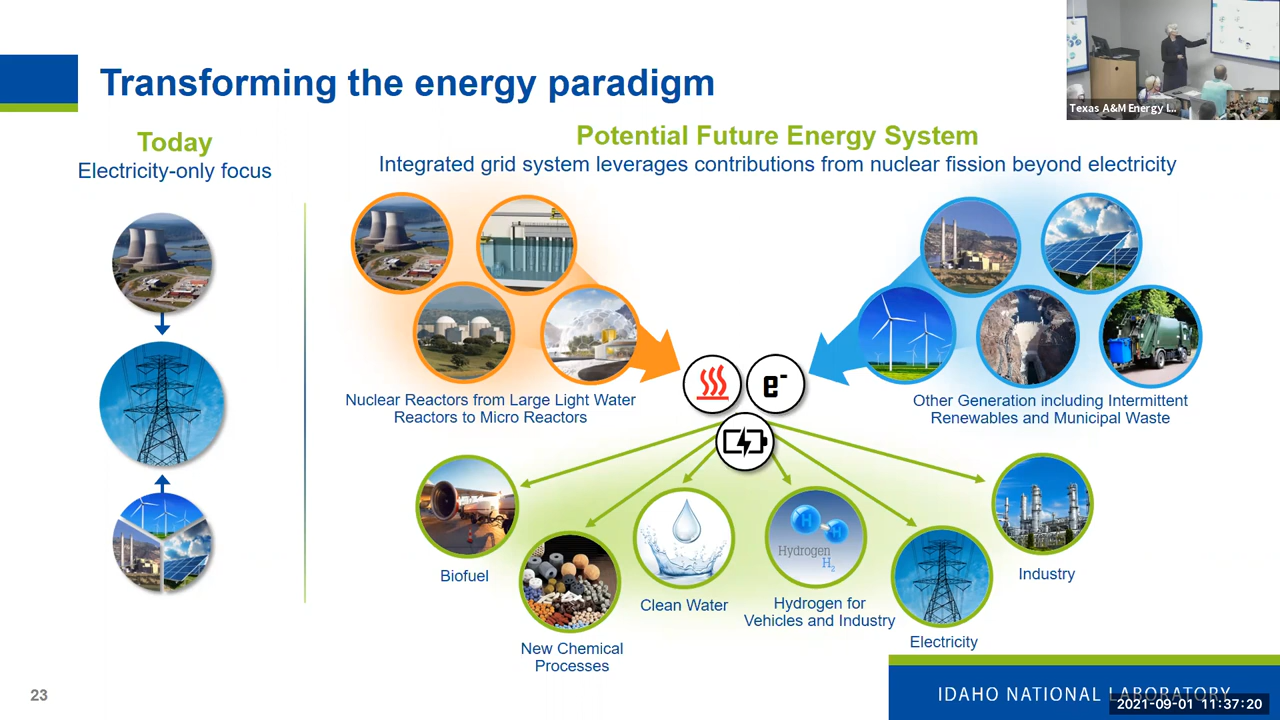 Transforming the energy paradigm
Texas A&M Energy I...
Today
Electricity-only focus
Potential Future Energy System
Integrated grid system leverages contributions from nuclear fission beyond electricity
Nuclear Reactors from Large Light Water
Reactors to Micro Reactors
Other Generation including Intermittent
Renewables and Municipal Waste
e-
Biofuel
New Chemical
Processes
Clean Water
H H
Hydrogen
H2
Hydrogen for
Vehicles and Industry
Electricity
Industry
23
IDAHO NATIONAL LABORATORY
2021-09-01 11:37:20